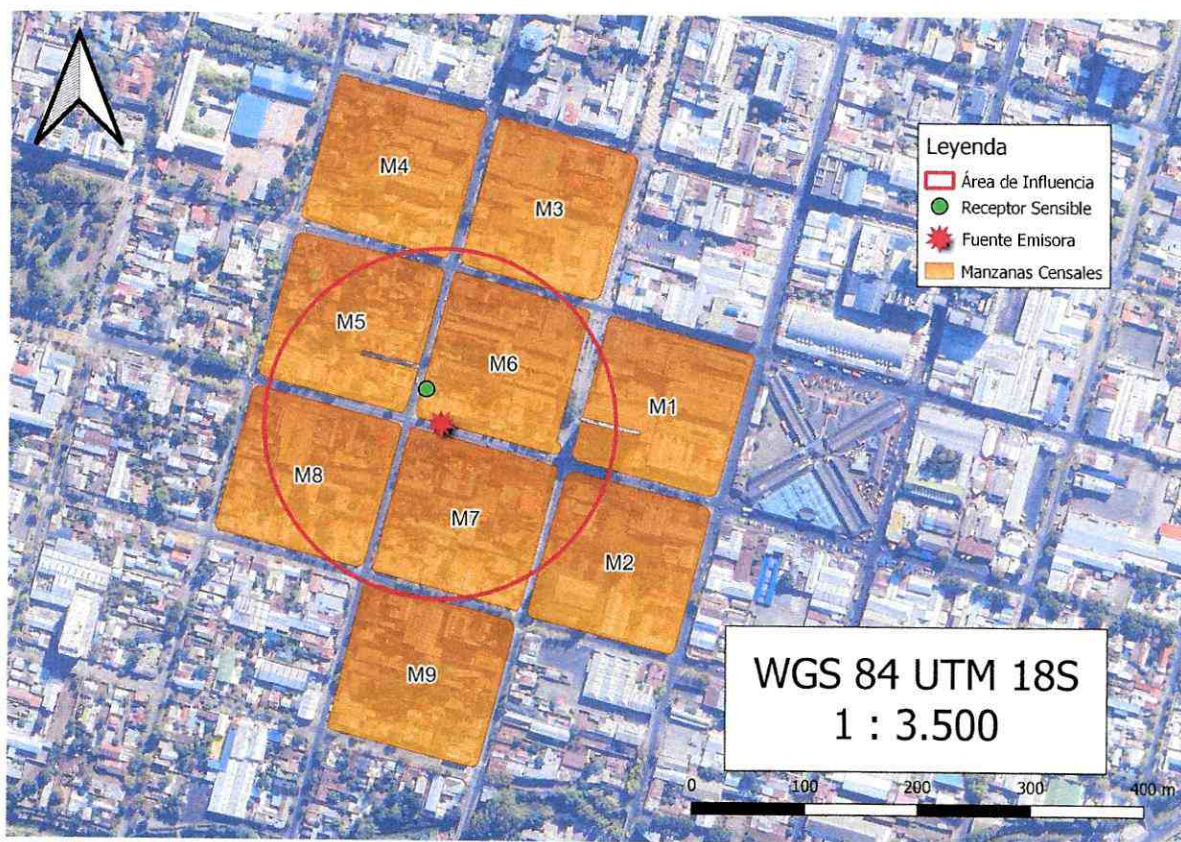 M4
M3
Leyenda
Área de Influencia
Receptor Sensible
Fuente Emisora
Manzanas Censales
M5
M6
M1
M8
M7
M2
M9
WGS 84 UTM 18S
1 : 3.500
0 100 200 300 400 m